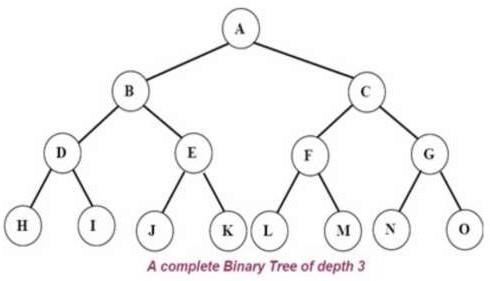 A
B C
D E F G
H I J K L M N O
A complete Binary Tree of depth 3